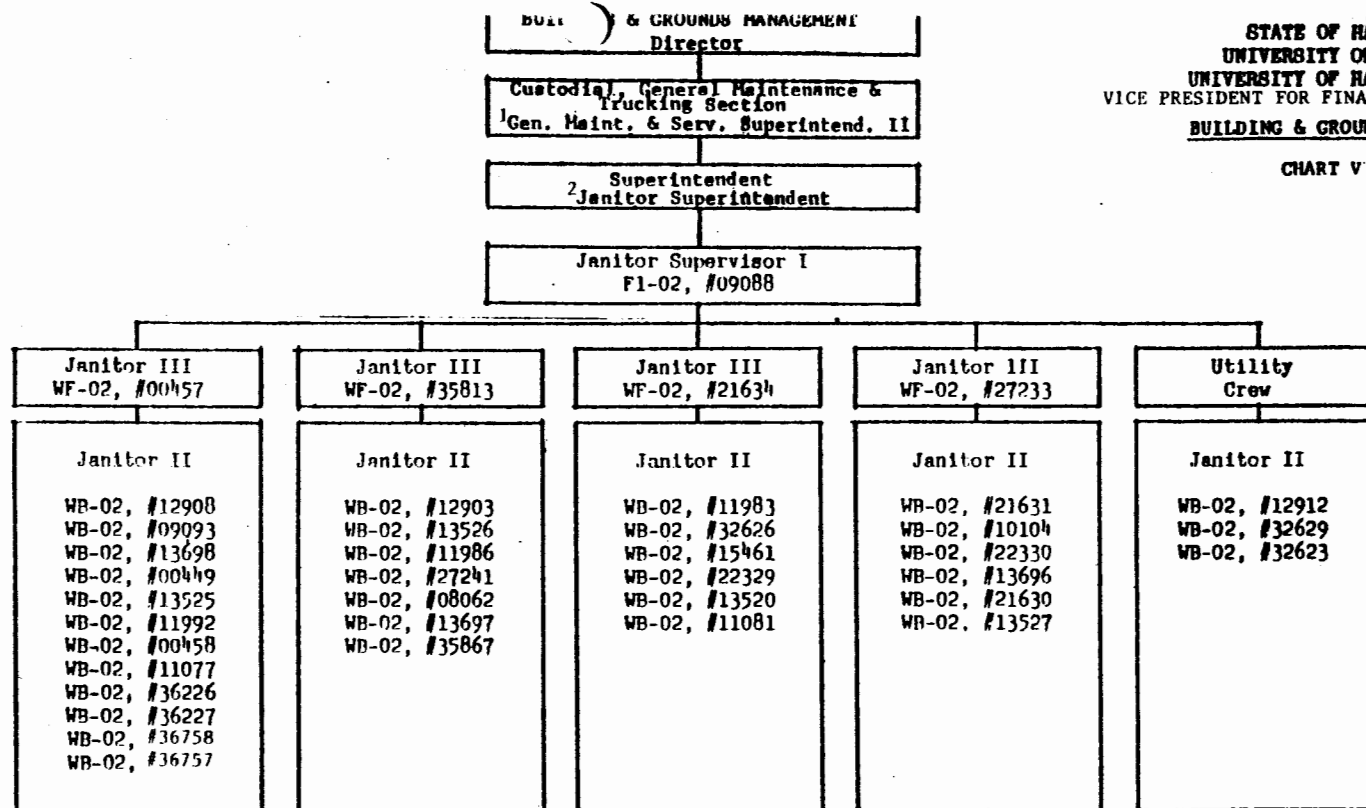 & GROUNDS MANAGEMENT
Director
STATE OF
UNIVERSITY
UNIVERSITY OF
VICE PRESIDENT FOR
BUILDING &
CHART
Custodial, General Maintenance &
Trucking Section
1Gen. Maint. & Serv. Superintend. II
Superintendent
2Janitor Superintendent
Janitor Supervisor I
F1-02, #09088
Janitor III
WF-02, #00457
Janitor III
WF-02, #35813
Janitor III
WF-02, #21634
Janitor III
WF-02, #27233
Utility
Crew
Janitor II
WB-02, #12908
WB-02, #09093
WB-02, #13698
WB-02, #00449
WB-02, #13525
WB-02, #11992
WB-02, #00458
WB-02, #11077
WB-02, #36226
WB-02, #36227
WB-02, #36758
WB-02, #36757
Janitor II
WB-02, #12903
WB-02, #13526
WB-02, #11986
WB-02, #27241
WB-02, #08062
WB-02, #13697
WB-02, #35867
Janitor II
WB-02, #11983
WB-02, #32626
WB-02, #15461
WB-02, #22329
WB-02, #13520
WB-02, #11081
Janitor II
WB-02, #21631
WB-02, #10104
WB-02, #22330
WB-02, #13696
WB-02, #21630
WB-02, #13527
Janitor II
WB-02, #12912
WB-02, #32629
WB-02, #32623